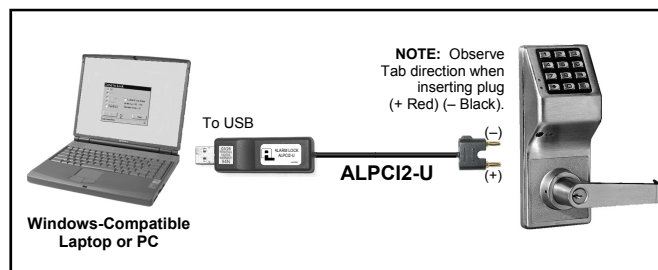 NOTE: Observe
Tab direction when
inserting plug
(+ Red) (– Black).
To USB
ALARM LOCK
ALPCI2-U
(–)
(+)
ALPCI2-U
Windows-Compatible
Laptop or PC